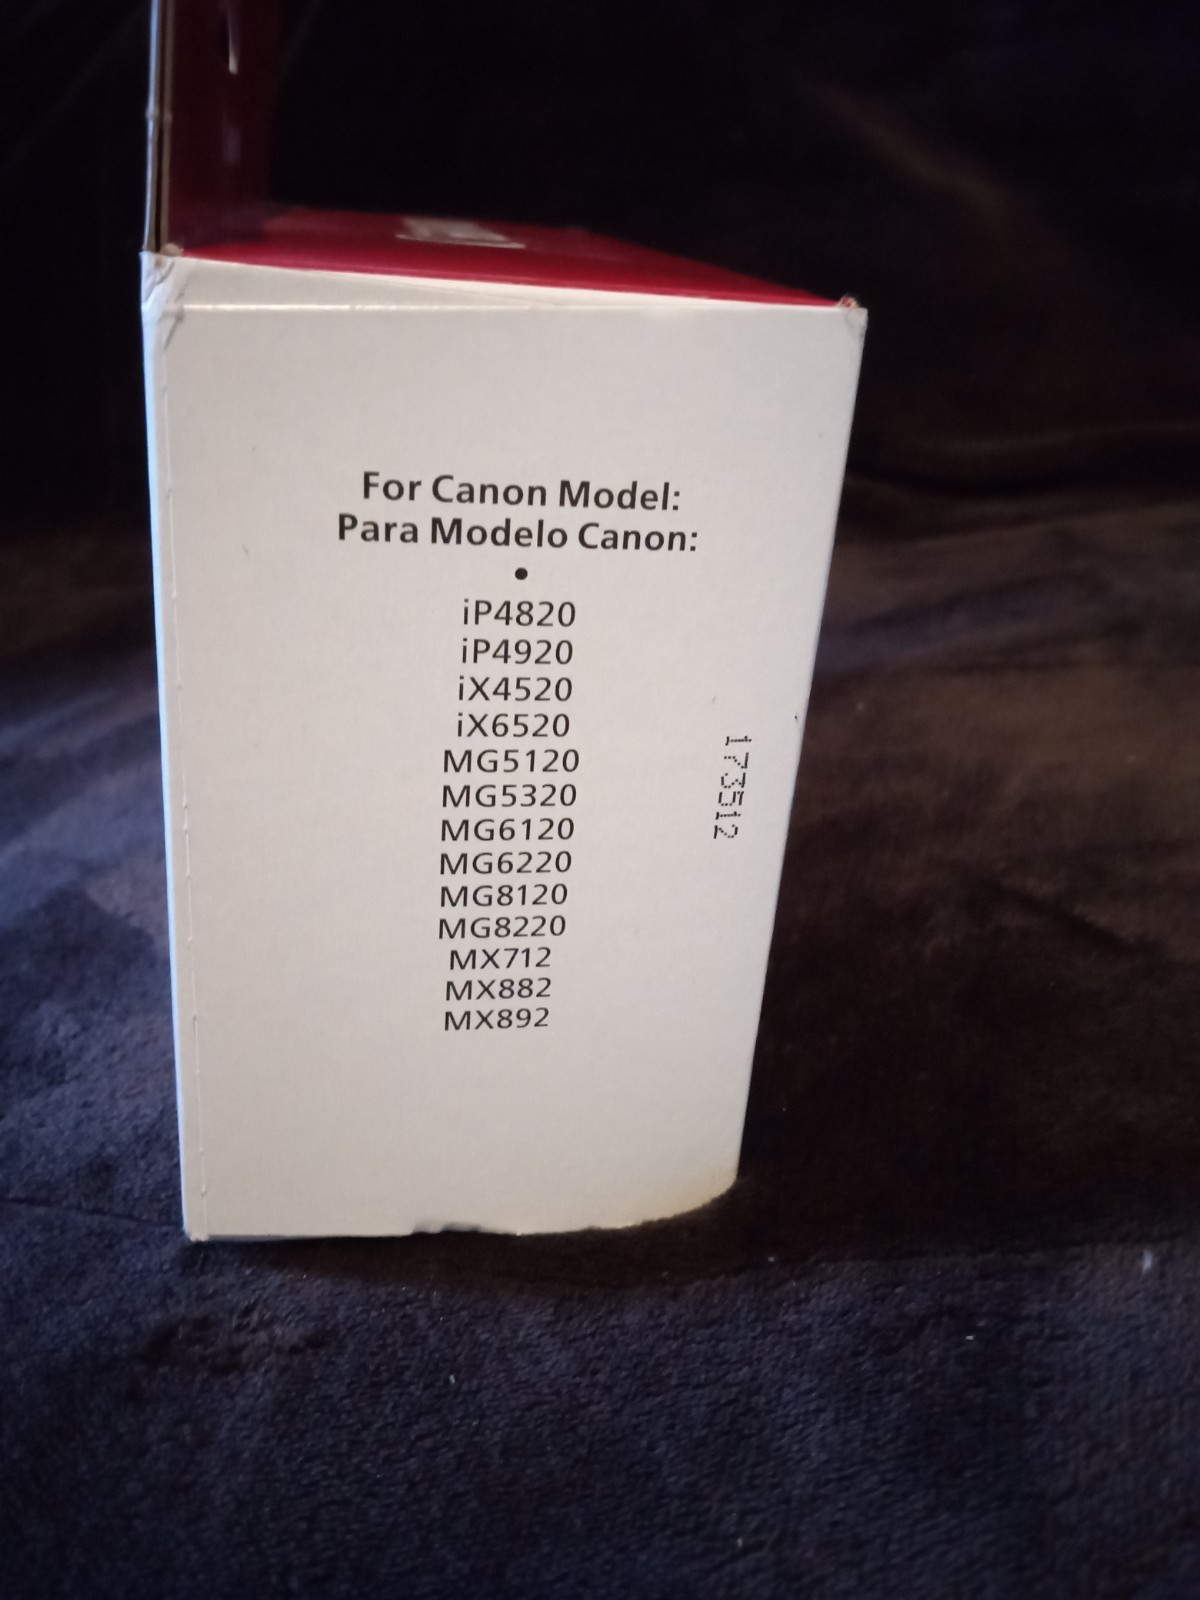 For Canon Model:
Para Modelo Canon:
•
iP4820
iP4920
iX4520
iX6520
MG5120
MG5320
MG6120
MG6220
MG8120
MG8220
MX712
MX882
MX892
173512